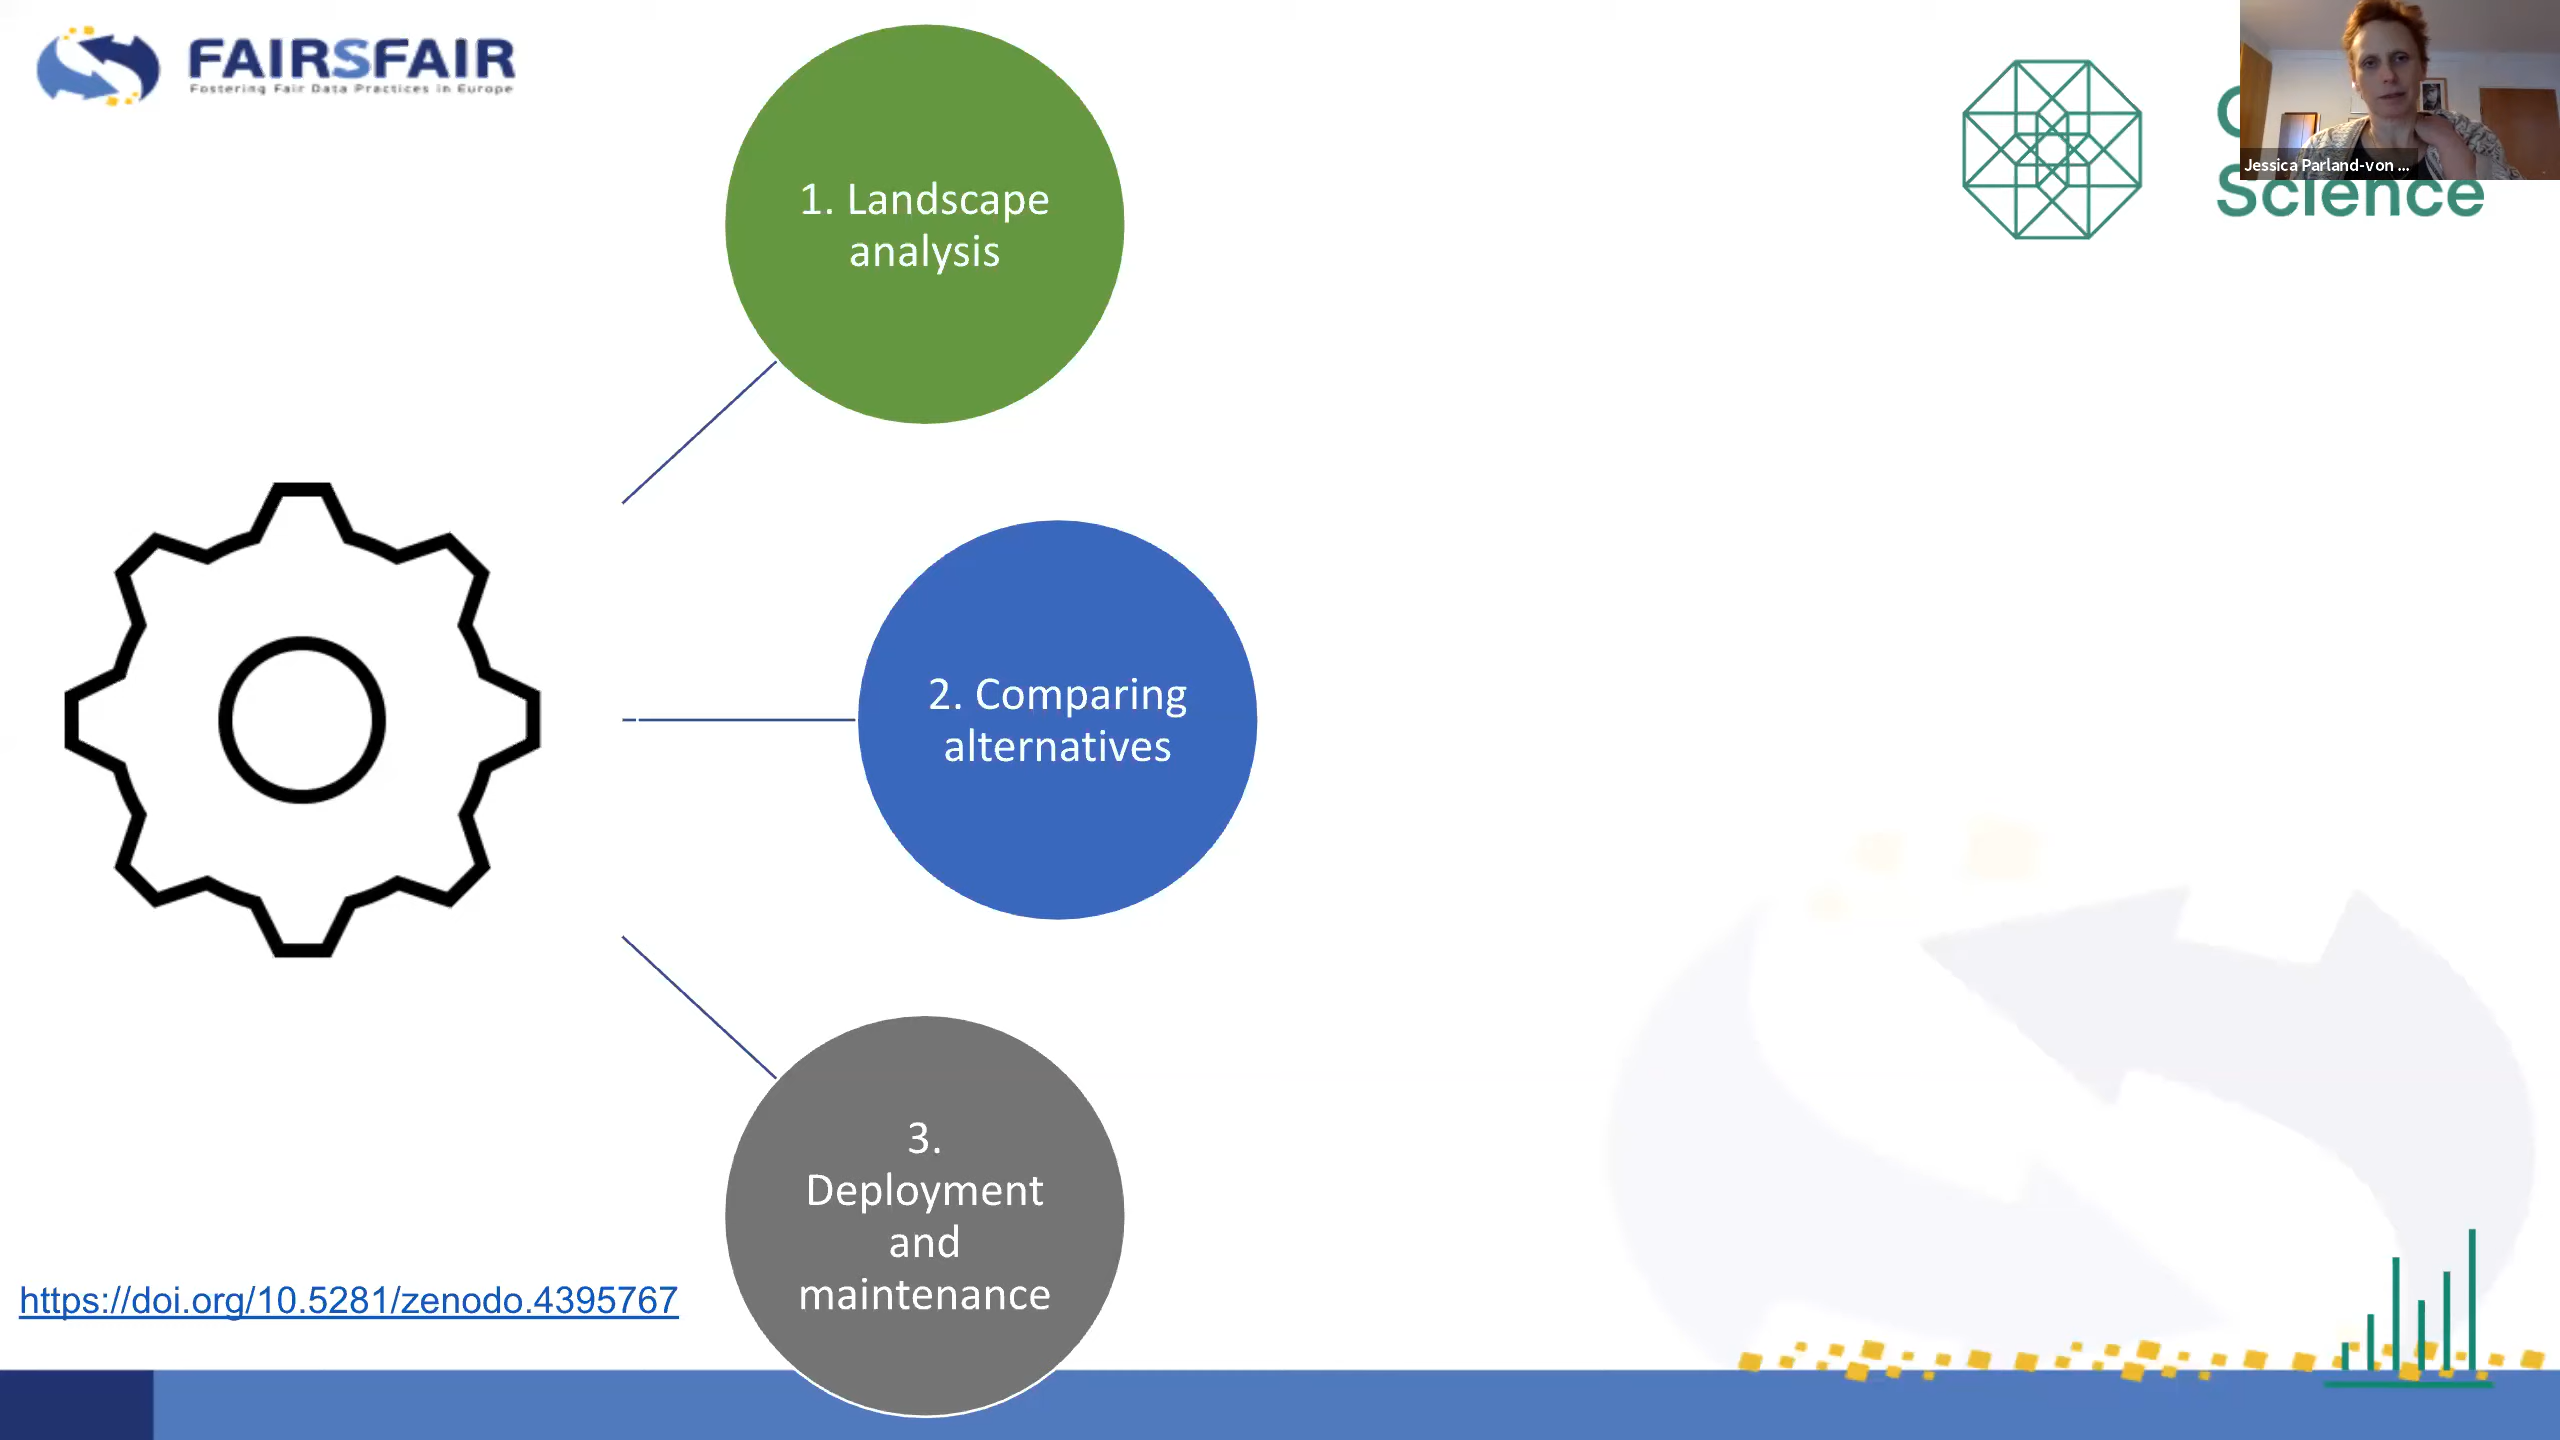 FAIRSFAIR
Fostering Fair Data Practices in Europe
1. Landscape
analysis
Jessica Parland-von ...
Science
2. Comparing
alternatives
3.
Deployment
and
maintenance
https://doi.org/10.5281/zenodo.4395767